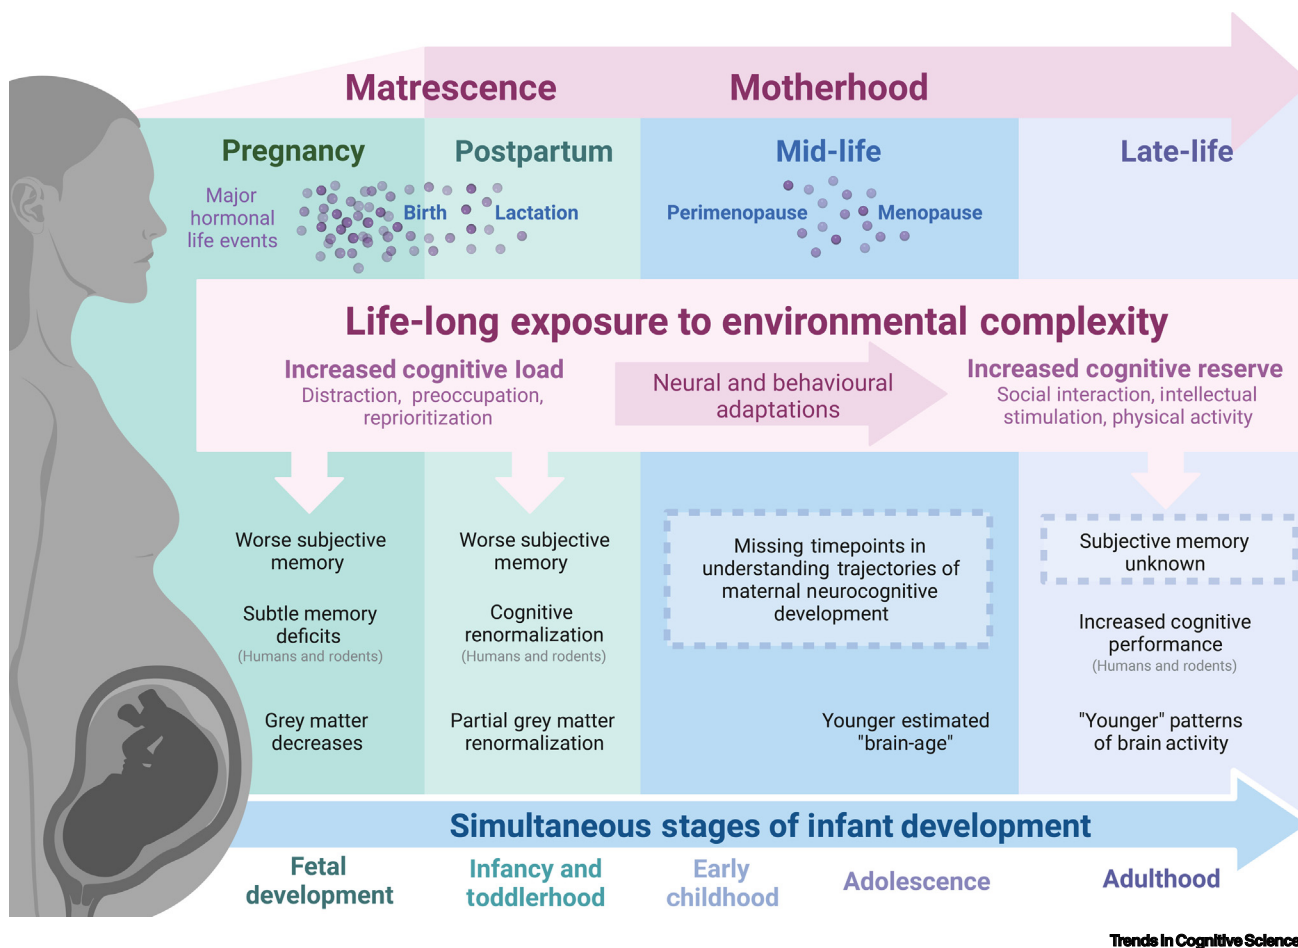 Matrescence
Motherhood
Pregnancy
Postpartum
Mid-life
Late-life
Major
hormonal
life events
Birth
Lactation
Perimenopause
Menopause
Life-long exposure to environmental complexity
Increased cognitive load
Distraction, preoccupation,
reprioritization
Neural and behavioural
adaptations
Increased cognitive reserve
Social interaction, intellectual
stimulation, physical activity
Worse subjective
memory
Subtle memory
deficits
(Humans and rodents)
Grey matter
decreases
Worse subjective
memory
Cognitive
renormalization
(Humans and rodents)
Partial grey matter
renormalization
Missing timepoints in
understanding trajectories of
maternal neurocognitive
development
Younger estimated
"brain-age"
Subjective memory
unknown
Increased cognitive
performance
(Humans and rodents)
"Younger" patterns
of brain activity
Simultaneous stages of infant development
Fetal
development
Infancy and
toddlerhood
Early
childhood
Adolescence
Adulthood
Trends in Cognitive Science